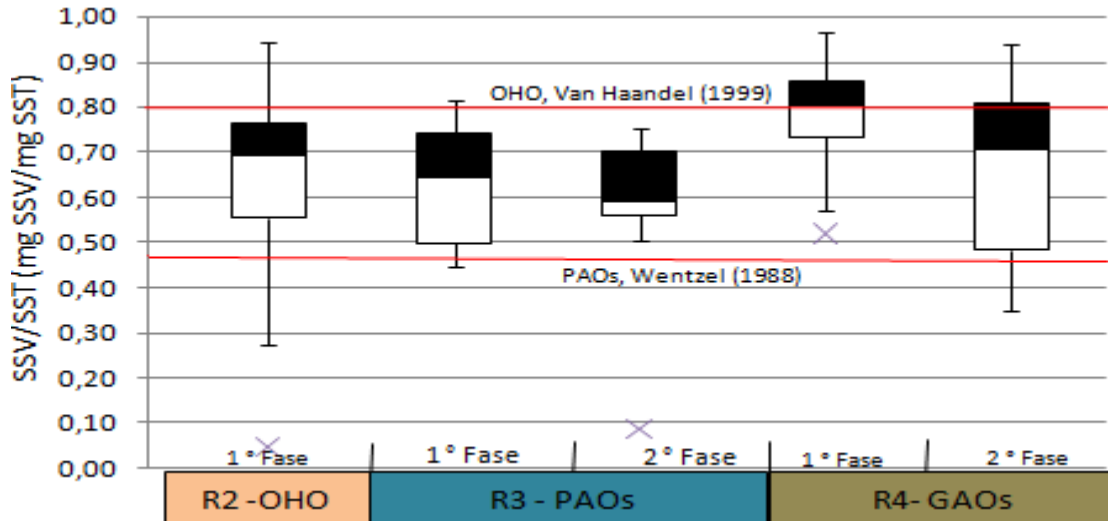 SSV/SST (mg SSV/mg SST)
1,00
0,90
0,80
0,70
0,60
0,50
0,40
0,30
0,20
0,10
0,00
OHO, Van Haandel (1999)
PAOs, Wentzel (1988)
1° Fase
1° Fase
2° Fase
1° Fase
2° Fase
R2 -OHO
R3 - PAOs
R4- GAOs